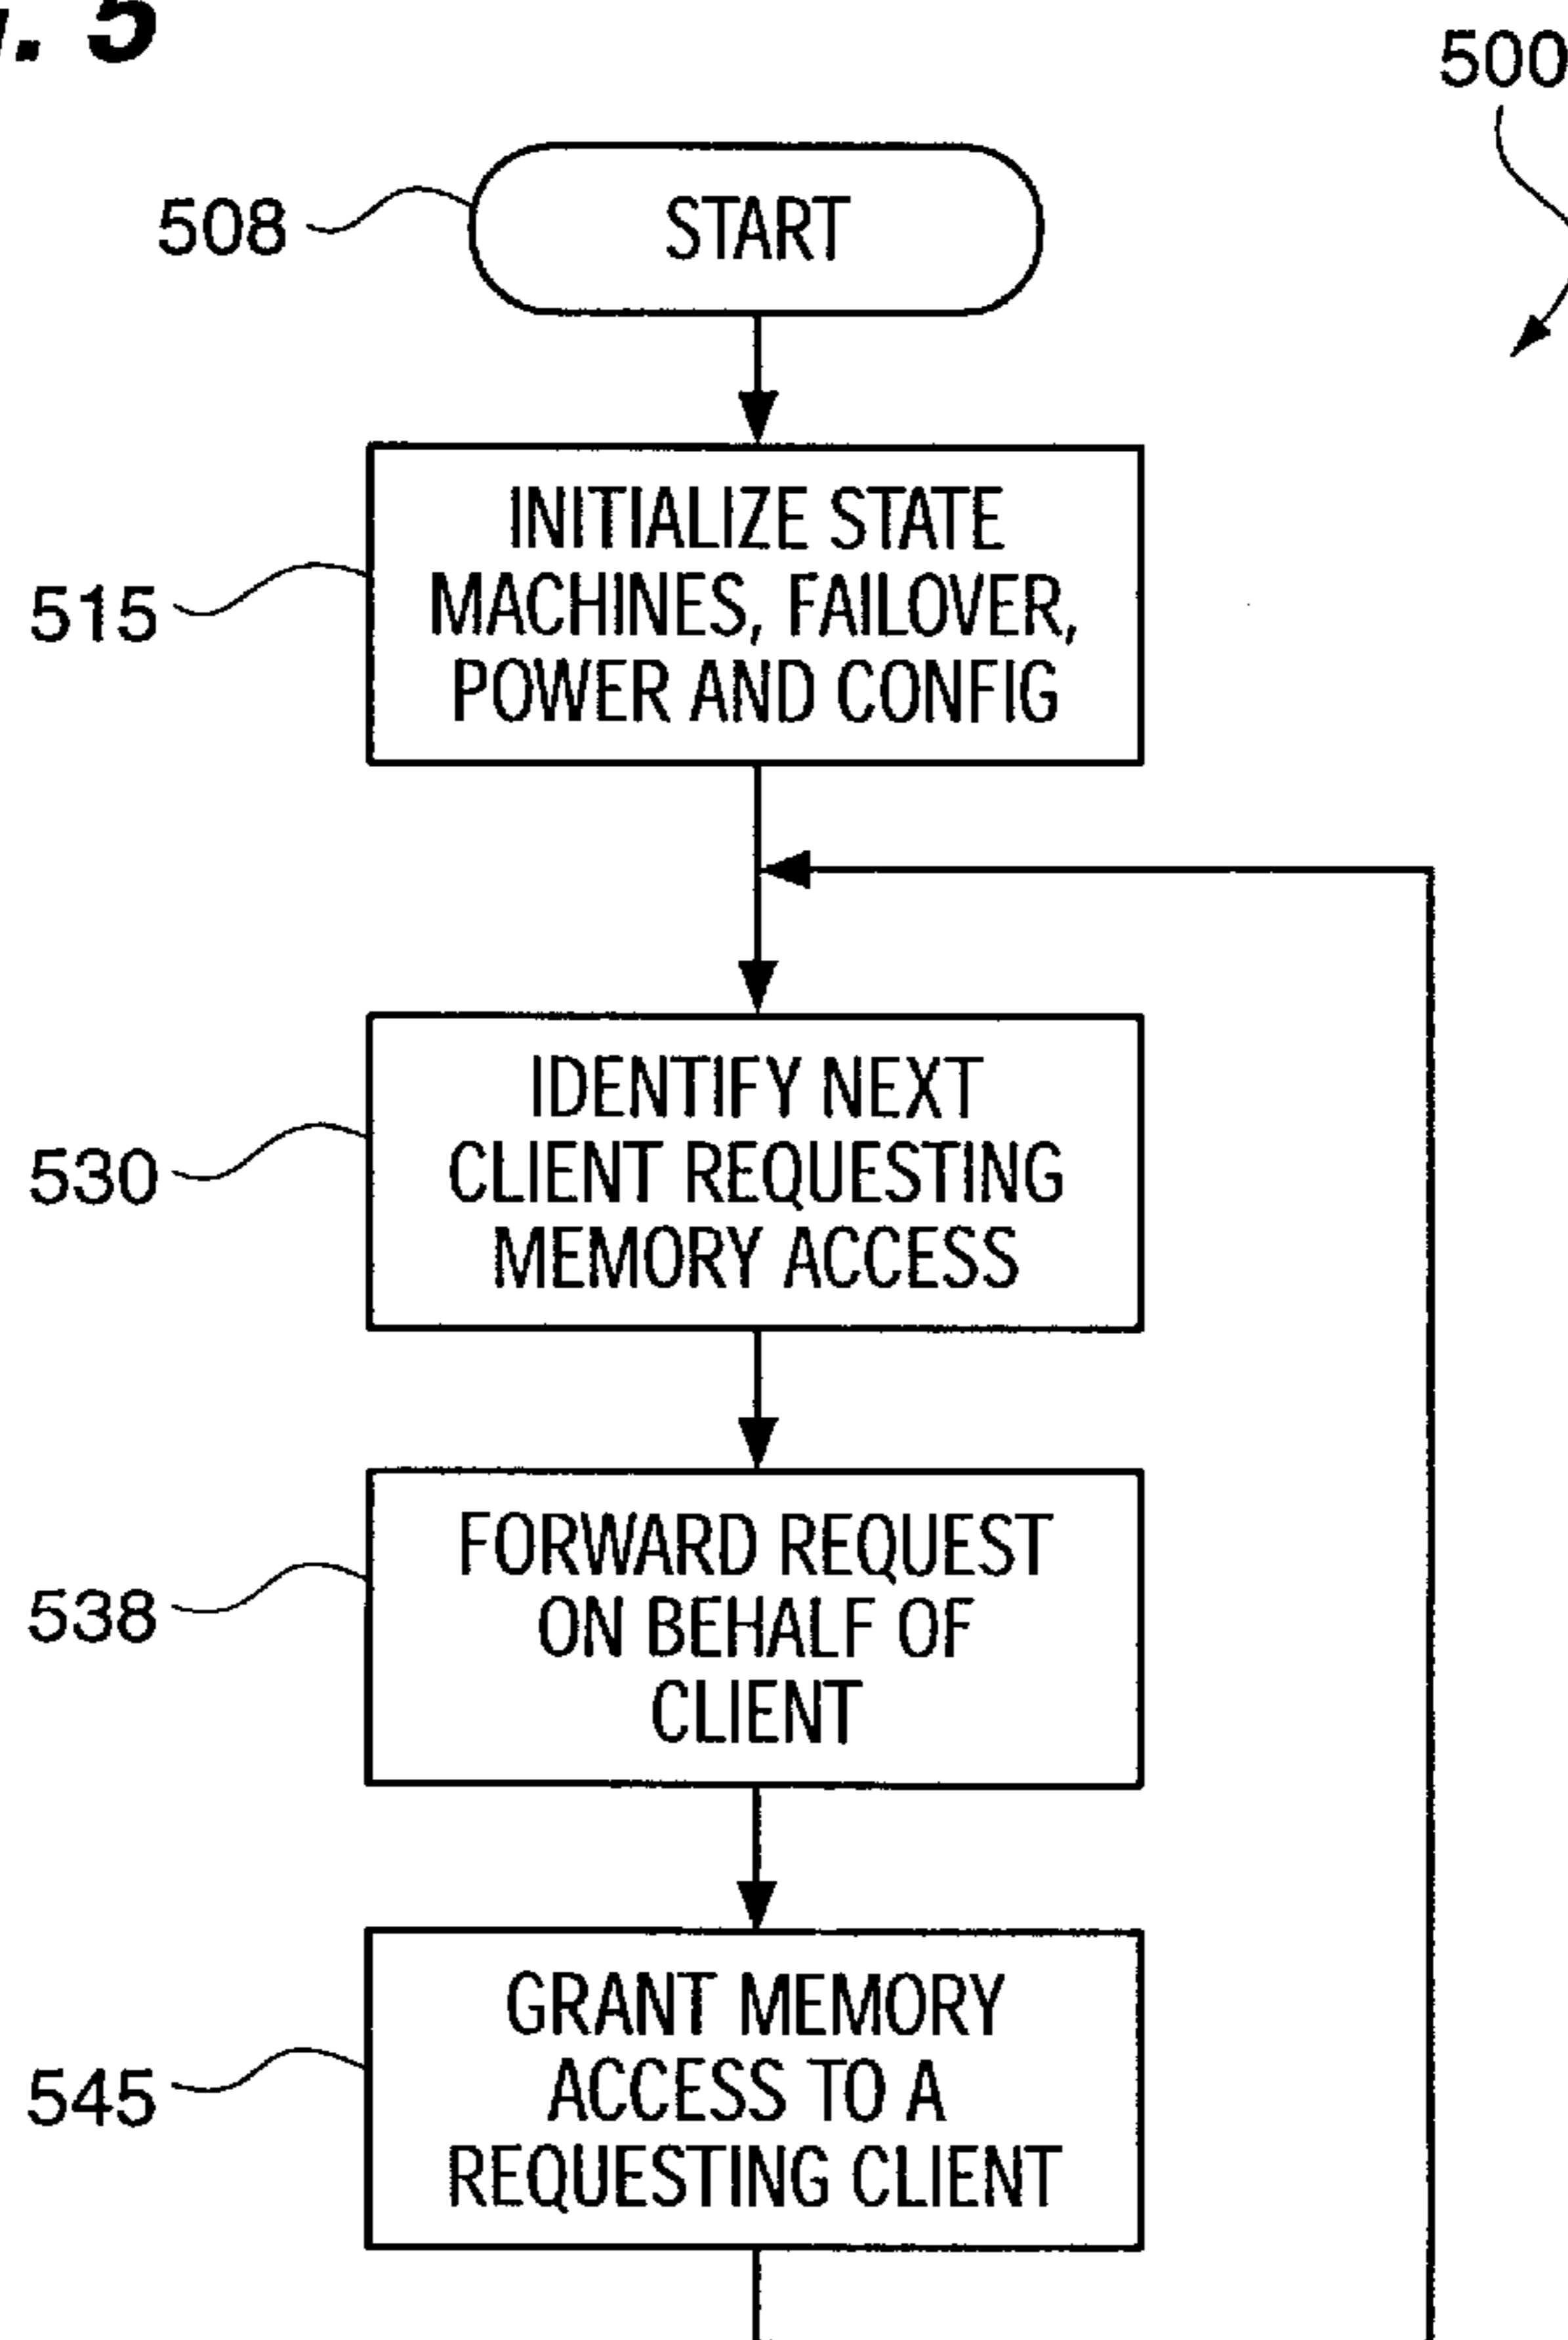 . 5
500
508
START
515
INITIALIZE STATE
MACHINES, FAILOVER,
POWER AND CONFIG
530
IDENTIFY NEXT
CLIENT REQUESTING
MEMORY ACCESS
538
FORWARD REQUEST
ON BEHALF OF
CLIENT
545
GRANT MEMORY
ACCESS TO A
REQUESTING CLIENT